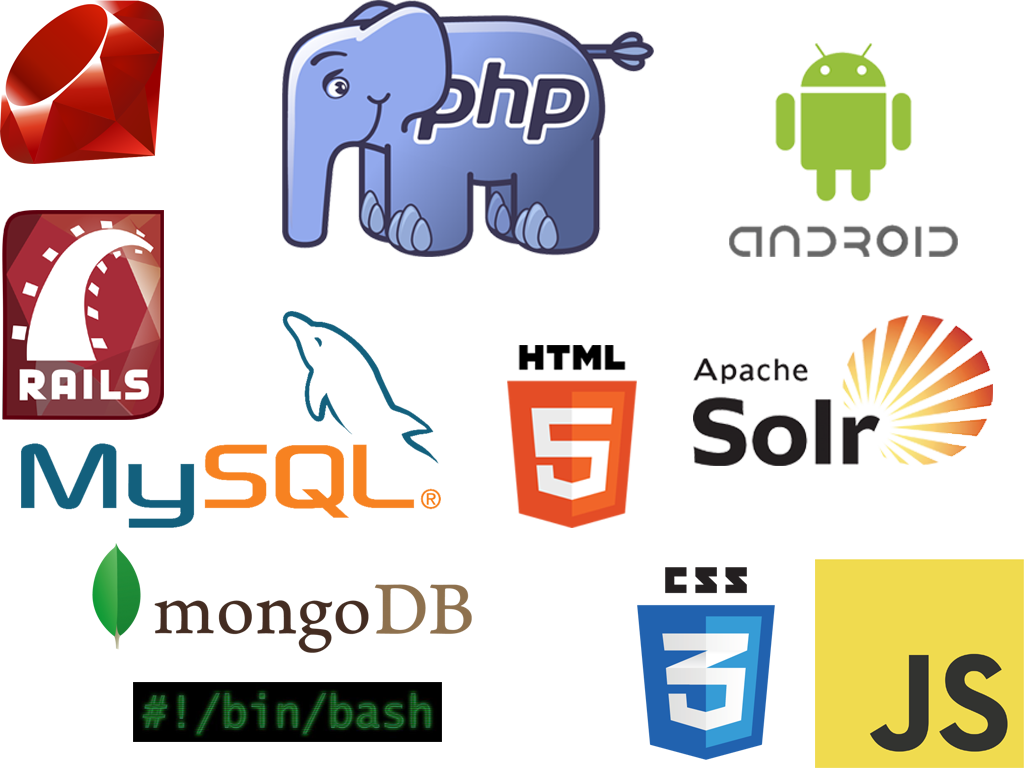 php
ANDROID
RAILS
HTML
5
Apache
Solr
MySQL®
mongoDB
CSS
3
JS
#!/bin/bash